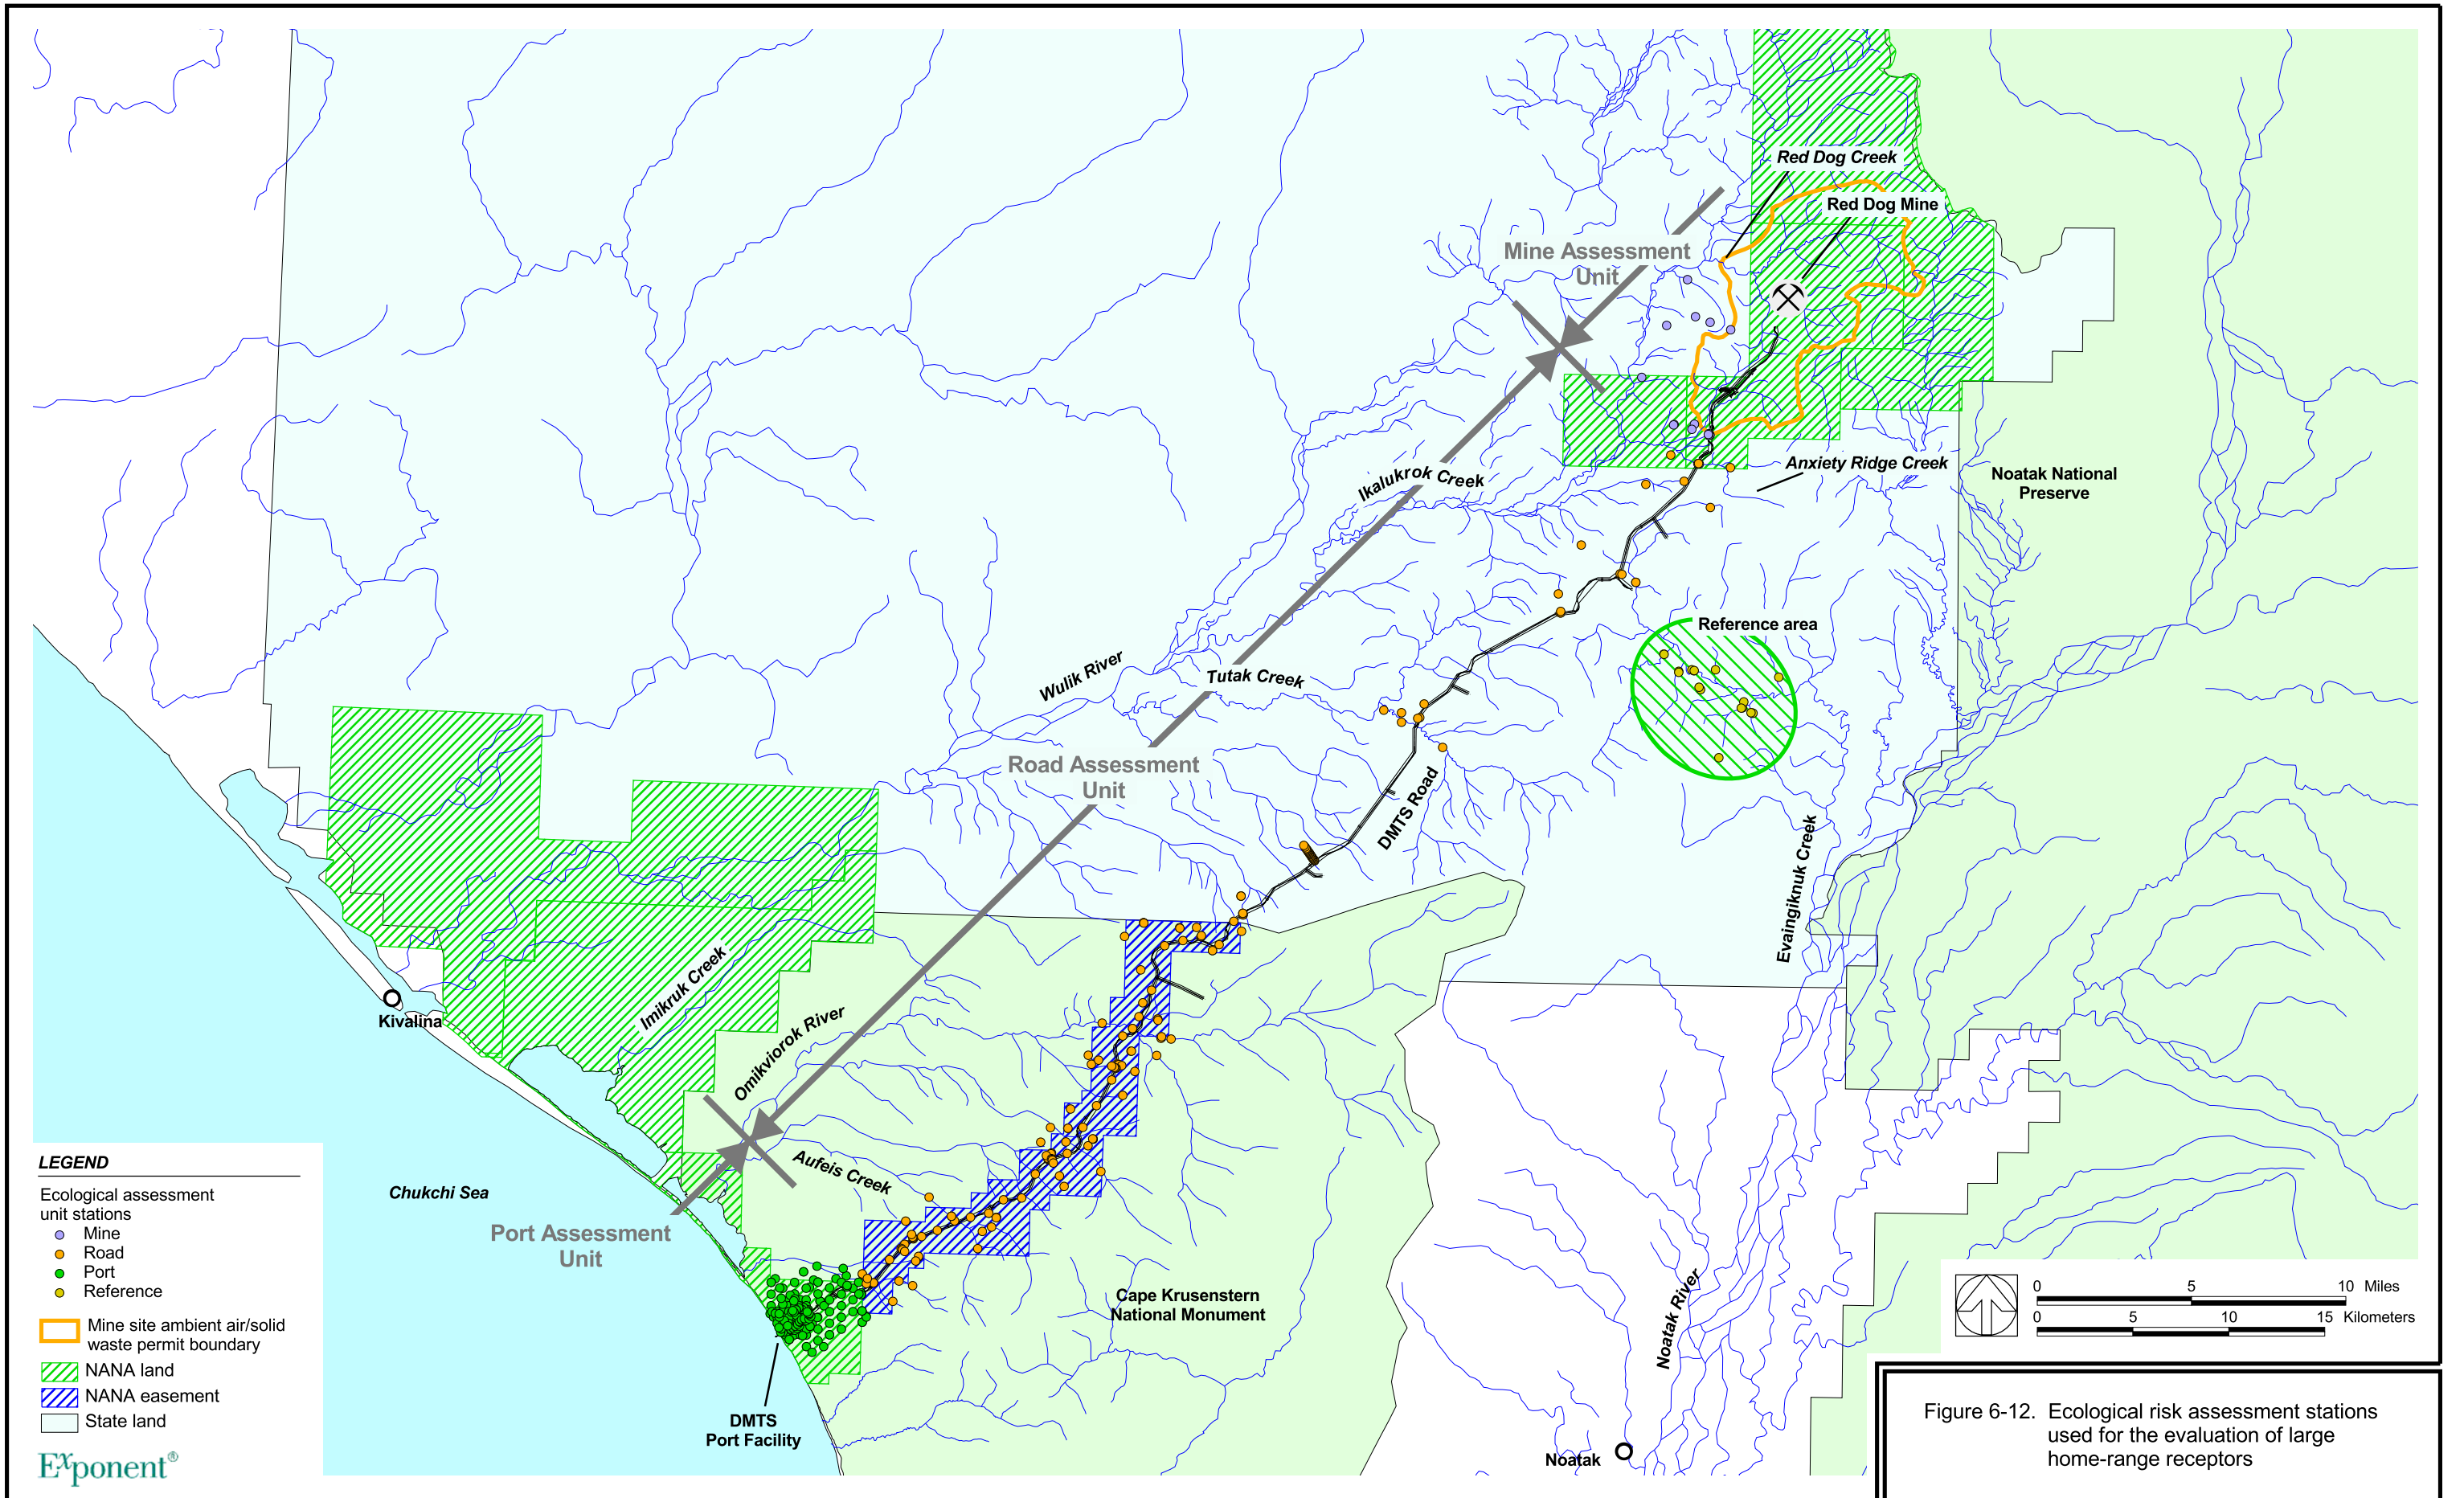 Red Dog Creek
Red Dog Mine
Mine Assessment
Unit
Ikalukrok Creek
Anxiety Ridge Creek
Noatak National
Preserve
Reference area
Wulik River
Tutak Creek
Road Assessment
Unit
DMTS Road
Evaingiknuk Creek
Imikruk Creek
Kivalina
Omikviorok River
Aufeis Creek
Chukchi Sea
Port Assessment
Unit
Cape Krusenstern
National Monument
Noatak River
DMTS
Port Facility
Noatak
LEGEND
Ecological assessment
unit stations
Mine
Road
Port
Reference
Mine site ambient air/solid
waste permit boundary
NANA land
NANA easement
State land
Exponent®
0 5 10 Miles
0 5 10 15 Kilometers
Figure 6-12. Ecological risk assessment stations
used for the evaluation of large
home-range receptors